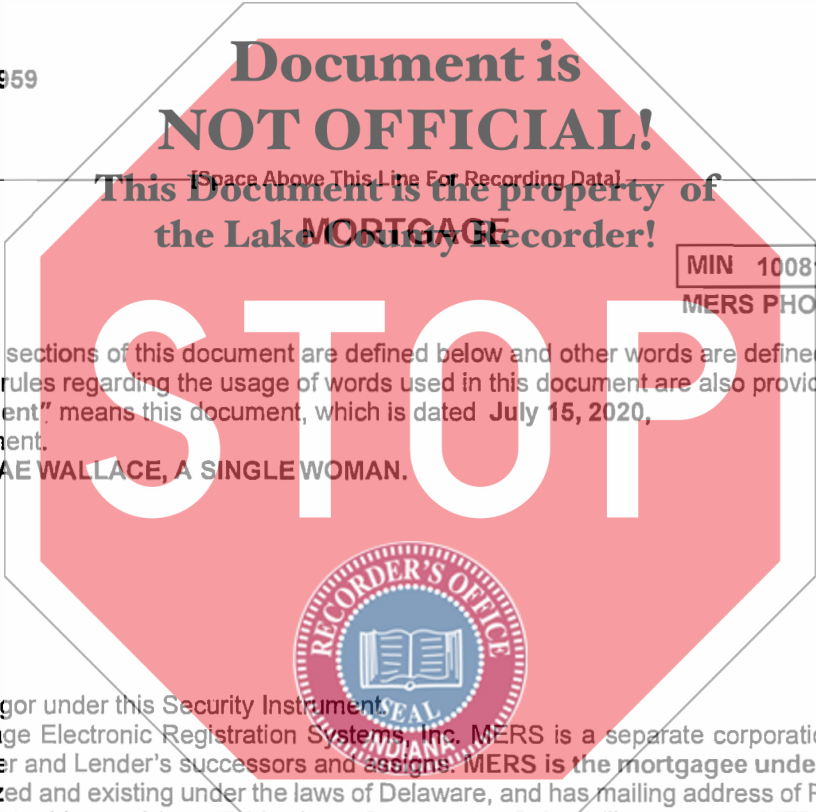 959
Document is
NOT OFFICIAL!
[Space Above This Line For Recording Data]
This Document is the property of
MORTGAGE
the Lake County Recorder!
MIN 1008
MERS PHO
STOP
sections of this document are defined below and other words are define
rules regarding the usage of words used in this document are also provi
ent" means this document, which is dated July 15, 2020,
ent.
AE WALLACE, A SINGLE WOMAN.
RECORDER'S OFFICE
SEAL
INDIANA
gor under this Security Instrument.
ge Electronic Registration Systems, Inc. MERS is a separate corporati
er and Lender's successors and assigns. MERS is the mortgagee unde
zed and existing under the laws of Delaware, and has mailing address of P